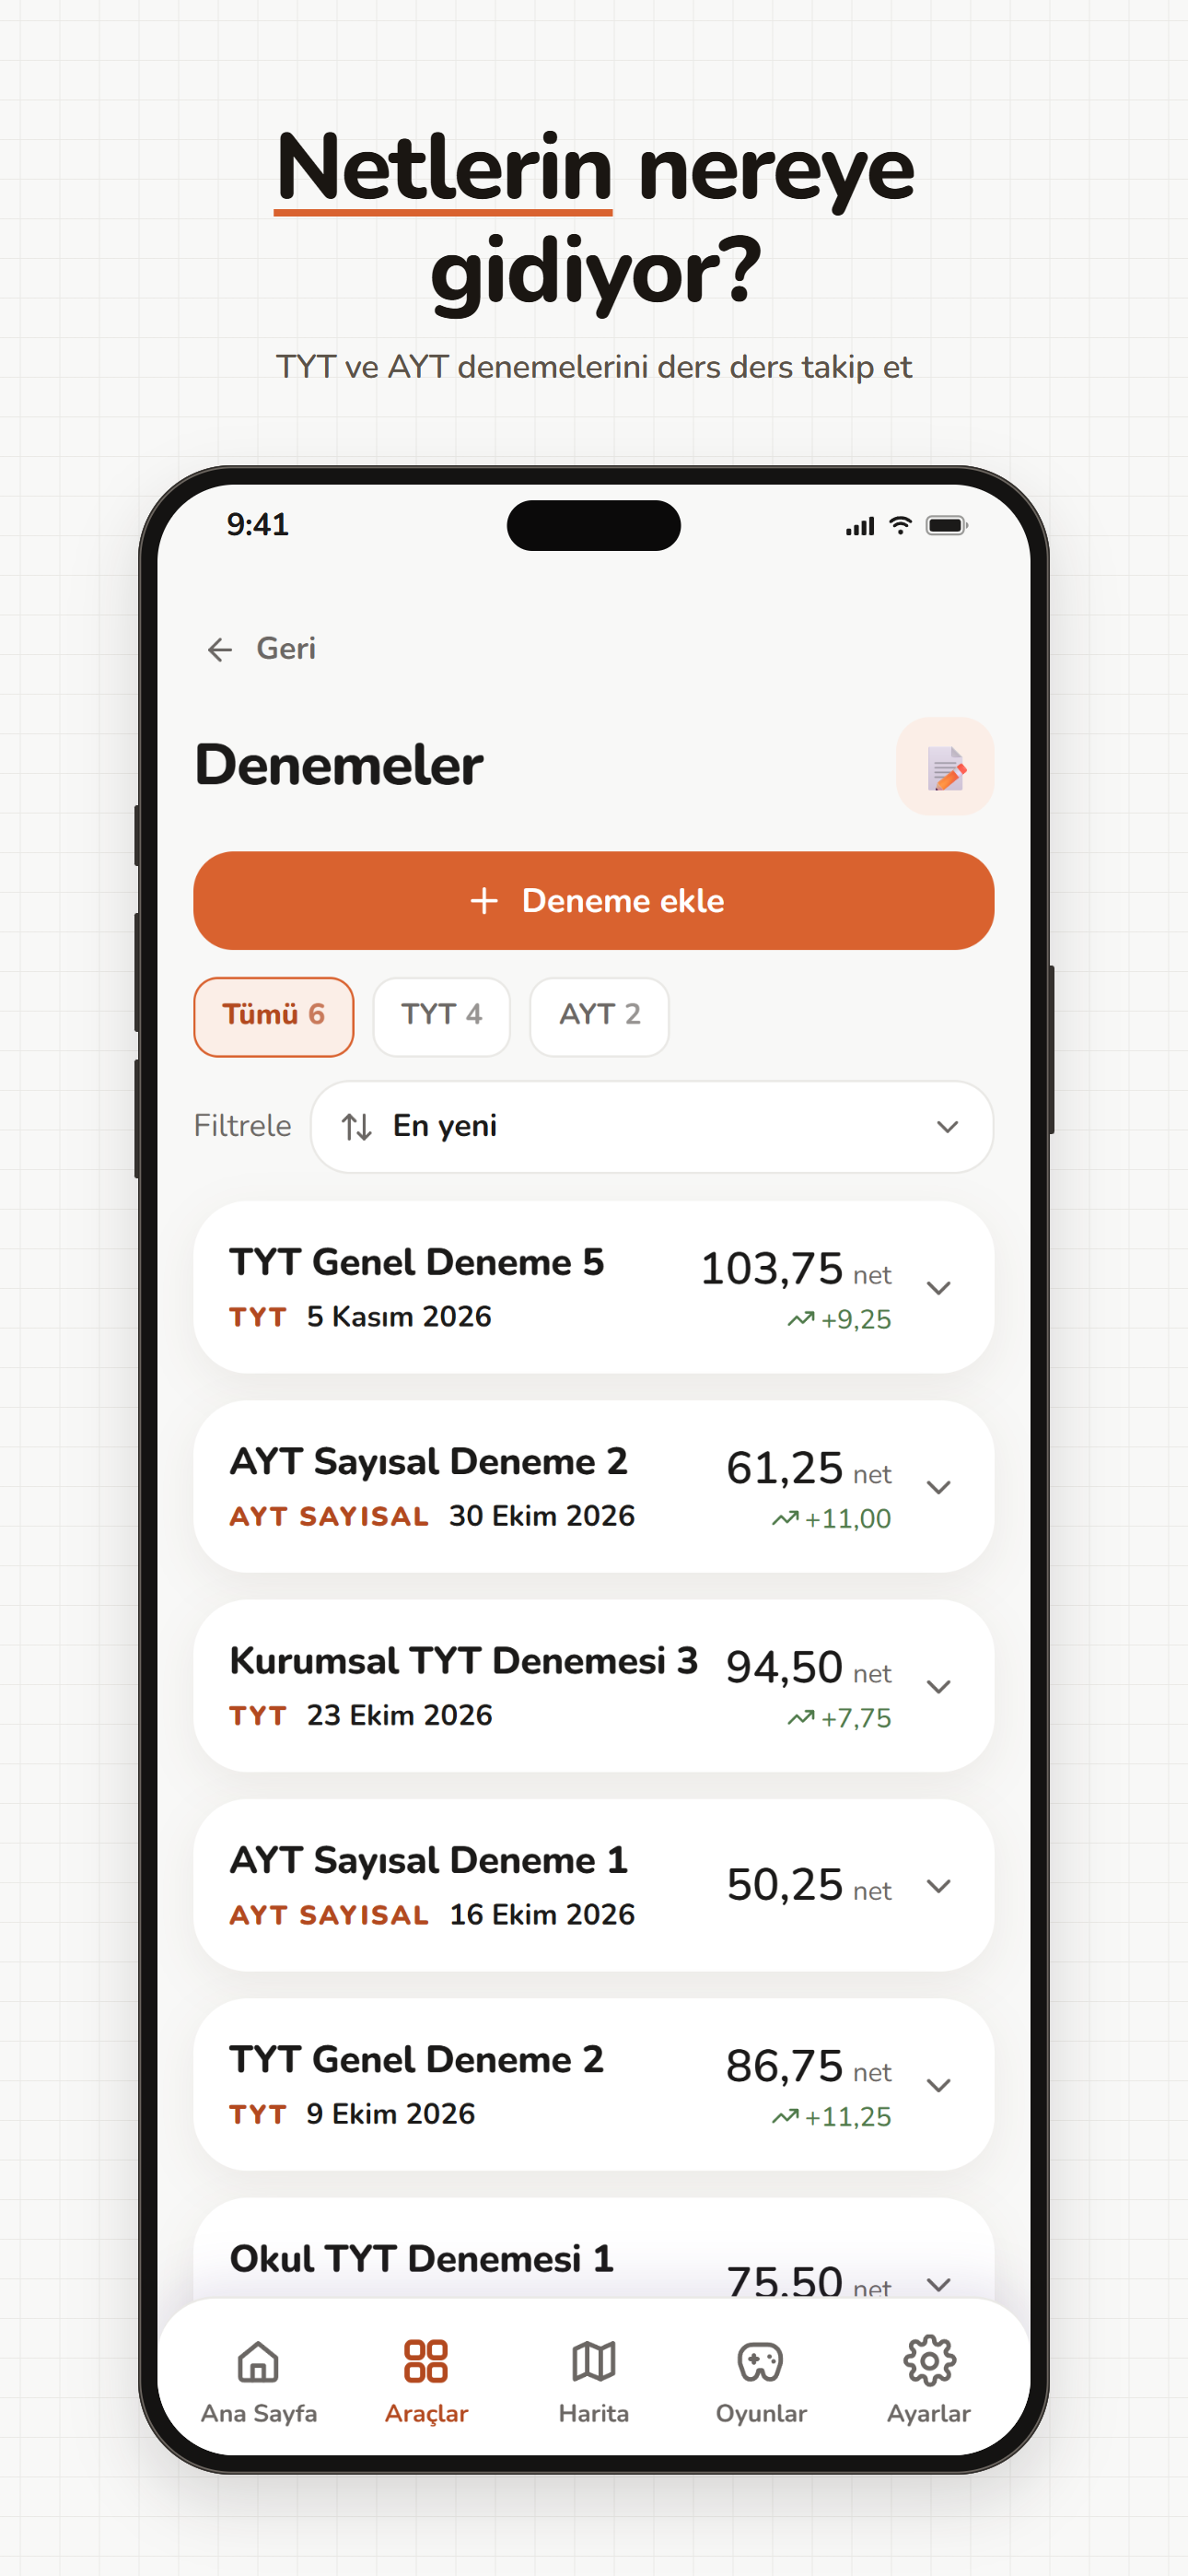 Netlerin nereye
gidiyor?
TYT ve AYT denemelerini ders ders takip et
9:41
Geri
Denemeler
Deneme ekle
Tümü 6
TYT 4
AYT 2
Filtrele
En yeni
TYT Genel Deneme 5
103,75 net
TYT 5 Kasım 2026
+9,25
AYT Sayısal Deneme 2
61,25 net
AYT SAYISAL 30 Ekim 2026
+11,00
Kurumsal TYT Denemesi 3
94,50 net
TYT 23 Ekim 2026
+7,75
AYT Sayısal Deneme 1
50,25 net
AYT SAYISAL 16 Ekim 2026
TYT Genel Deneme 2
86,75 net
TYT 9 Ekim 2026
+11,25
Okul TYT Denemesi 1
75,50 net
Ana Sayfa
Araçlar
Harita
Oyunlar
Ayarlar